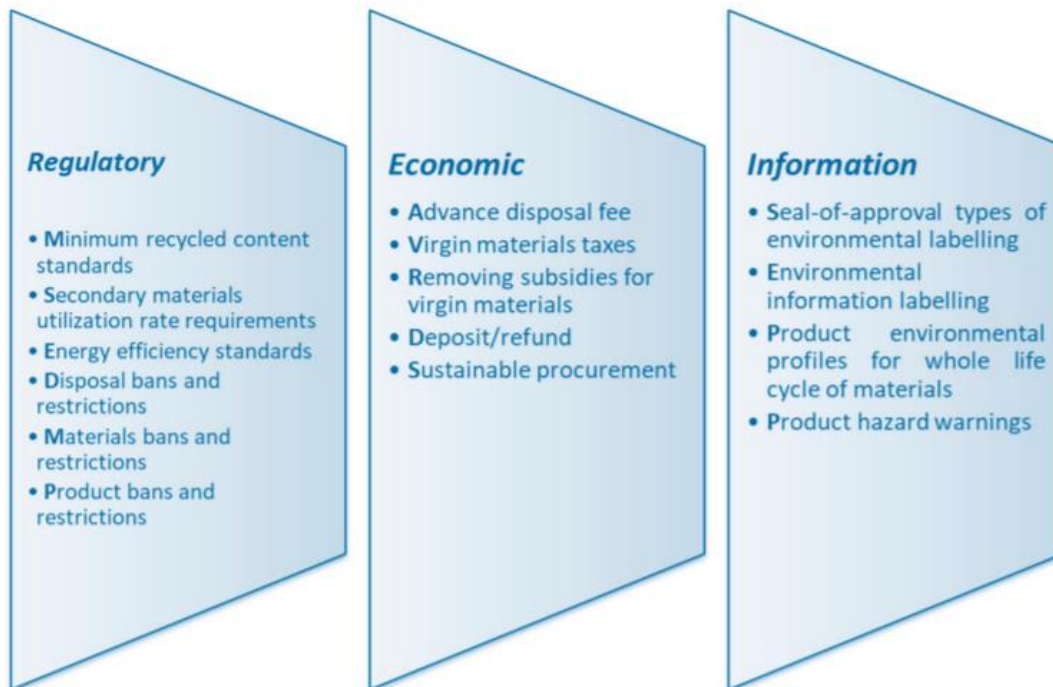 Regulatory
• Minimum recycled content
standards
• Secondary materials
utilization rate requirements
• Energy efficiency standards
• Disposal bans and
restrictions
• Materials bans and
restrictions
• Product bans and
restrictions
Economic
• Advance disposal fee
• Virgin materials taxes
• Removing subsidies for
virgin materials
• Deposit/refund
• Sustainable procurement
Information
• Seal-of-approval types of
environmental labelling
• Environmental
information labelling
• Product environmental
profiles for whole life
cycle of materials
• Product hazard warnings